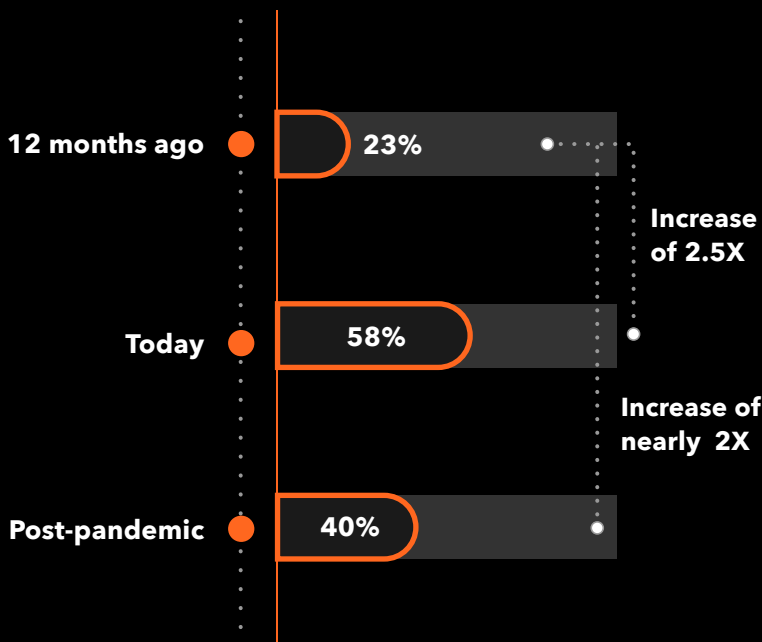 12 months ago
23%
Increase
of 2.5X
Today
58%
Increase of
nearly 2X
Post-pandemic
40%